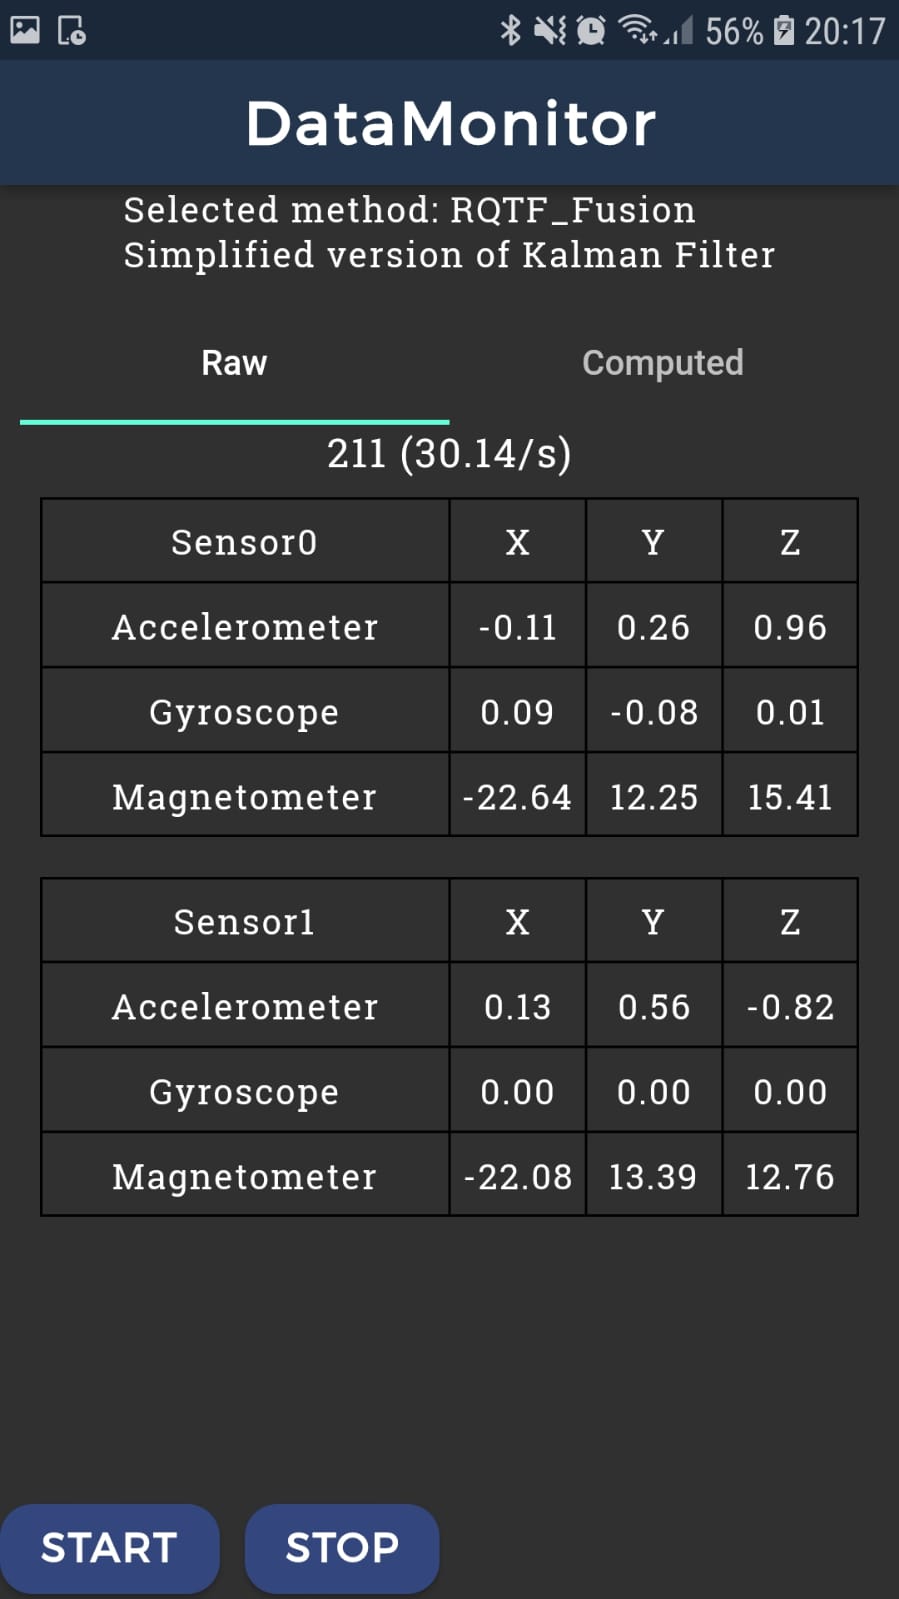 56% 20:17
DataMonitor
Selected method: RQTF_Fusion
Simplified version of Kalman Filter
Raw Computed
211 (30.14/s)
Sensor0 X Y Z
Accelerometer -0.11 0.26 0.96
Gyroscope 0.09 -0.08 0.01
Magnetometer -22.64 12.25 15.41
Sensor1 X Y Z
Accelerometer 0.13 0.56 -0.82
Gyroscope 0.00 0.00 0.00
Magnetometer -22.08 13.39 12.76
START STOP